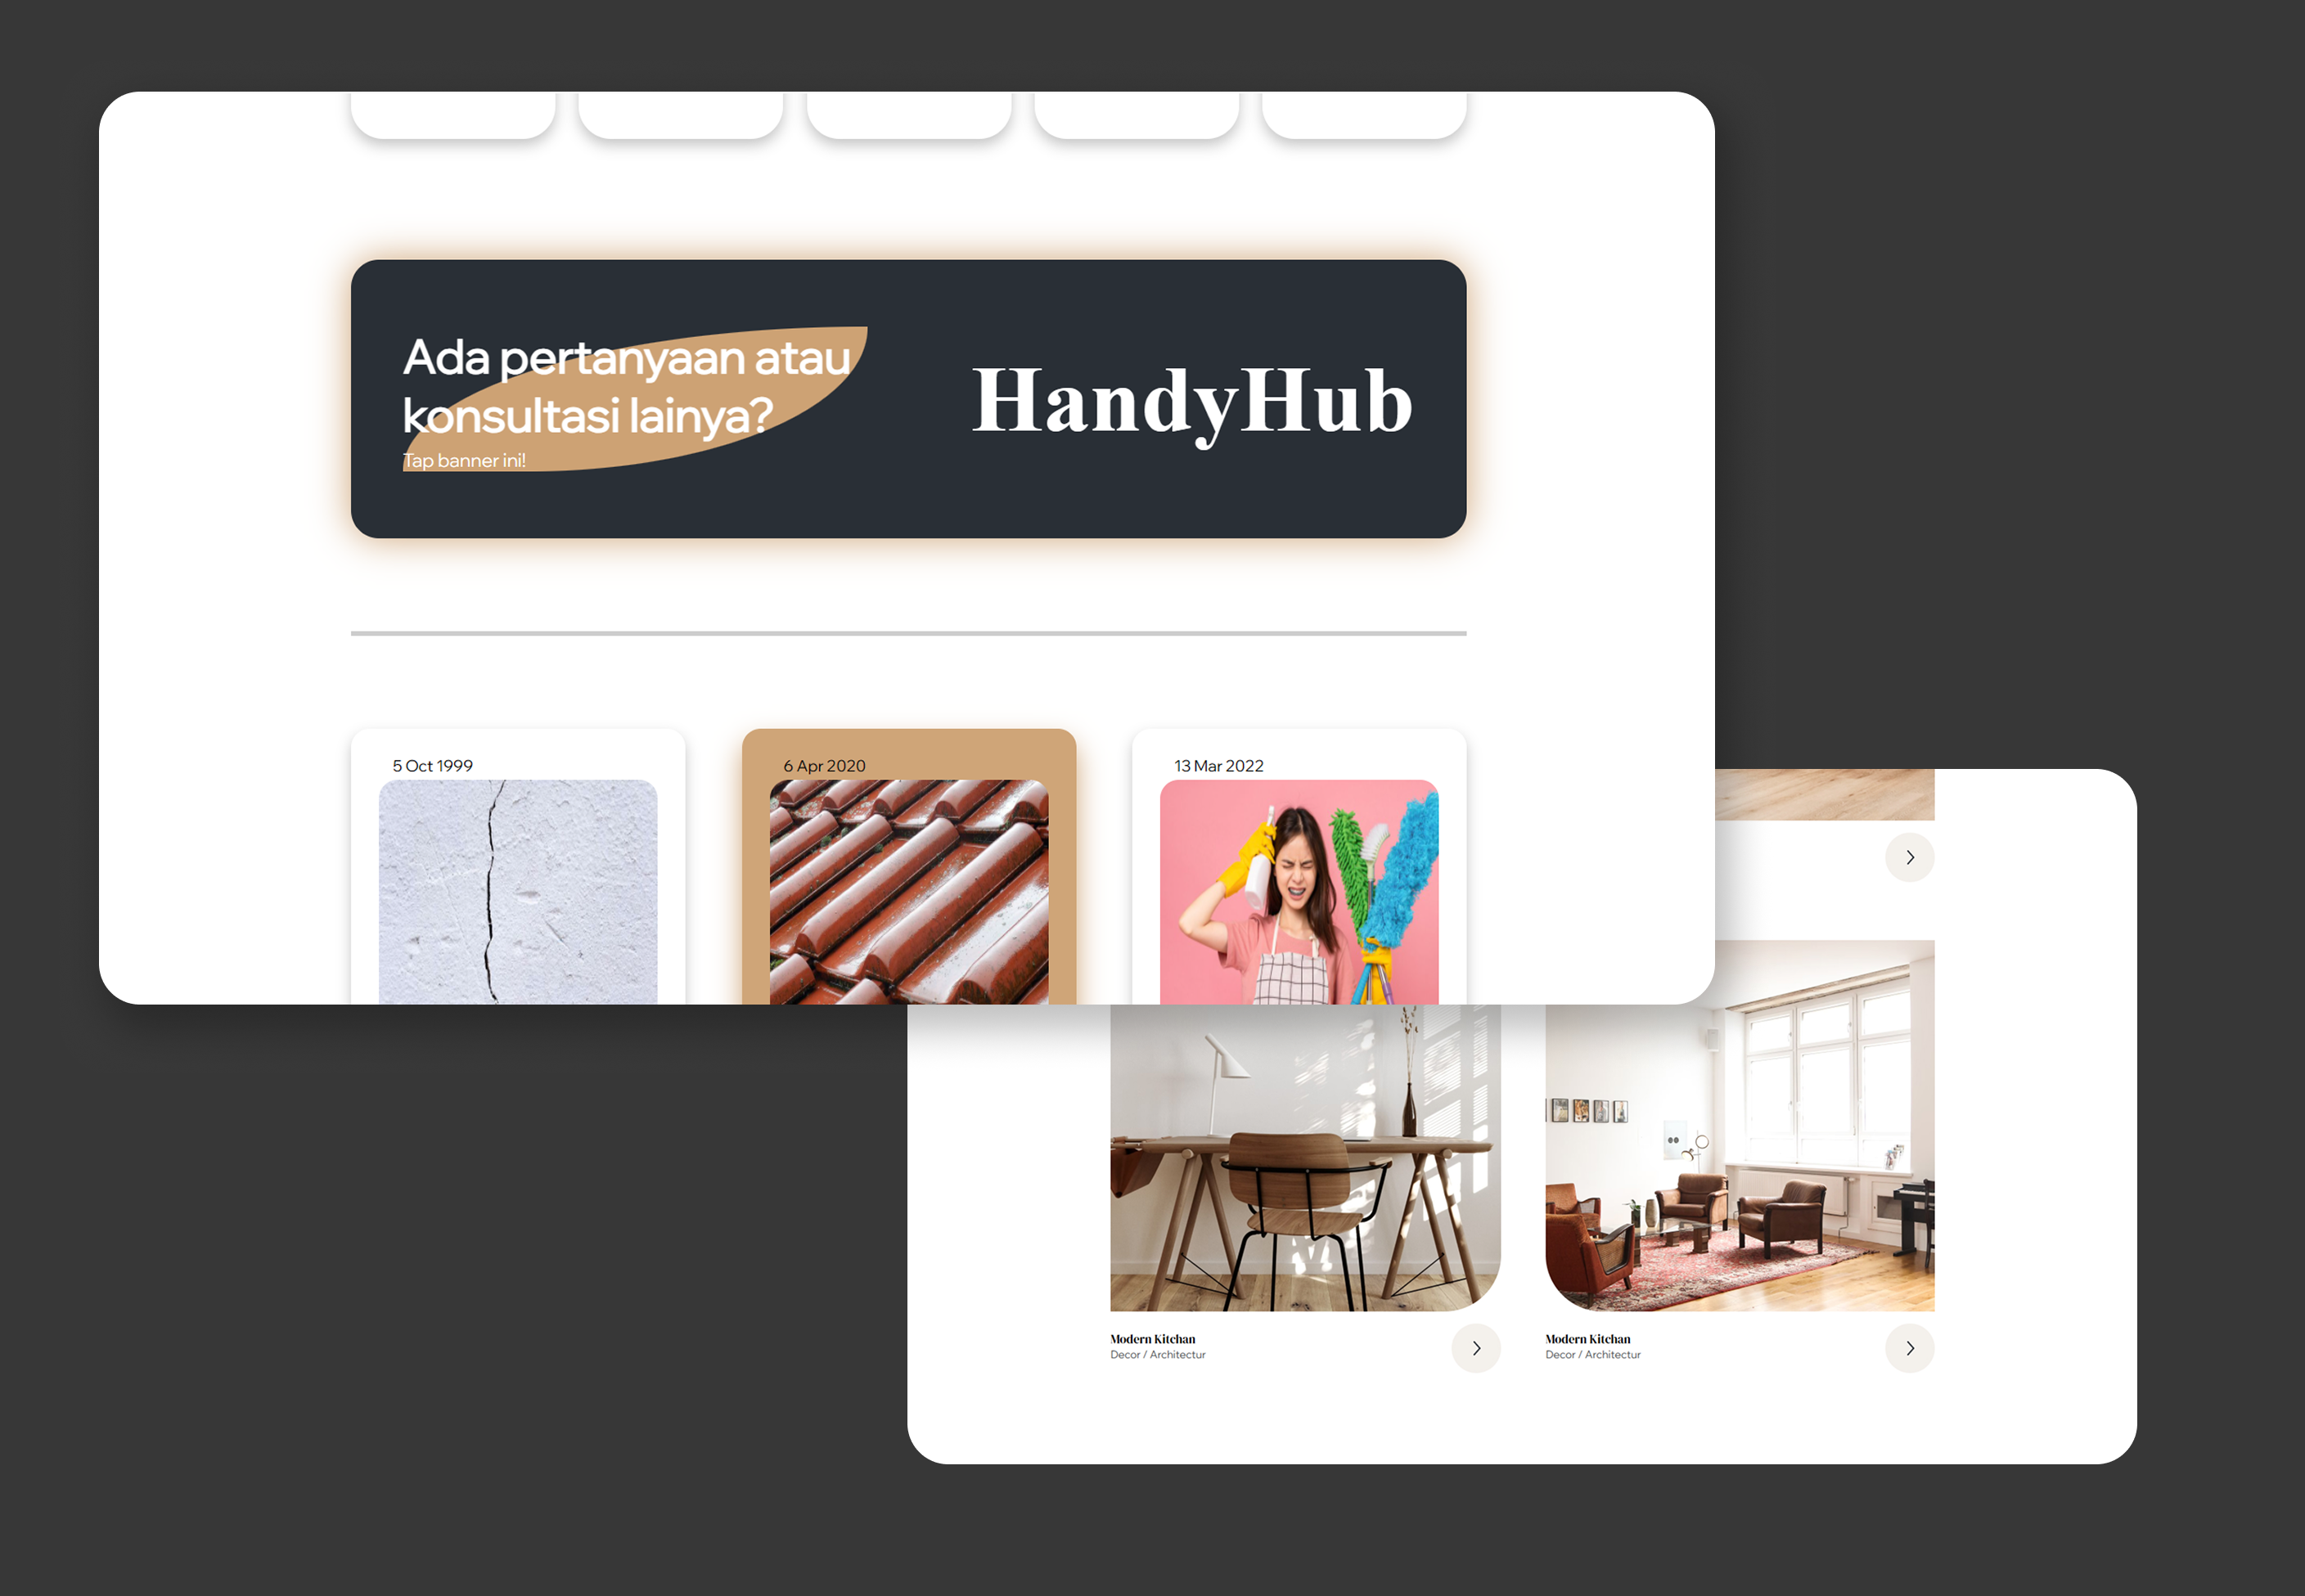 Ada pertanyaan atau
konsultasi lainya?
Tap banner ini!
HandyHub
5 Oct 1999
6 Apr 2020
13 Mar 2022
Modern Kitchan
Decor / Architectur
Modern Kitchan
Decor / Architectur